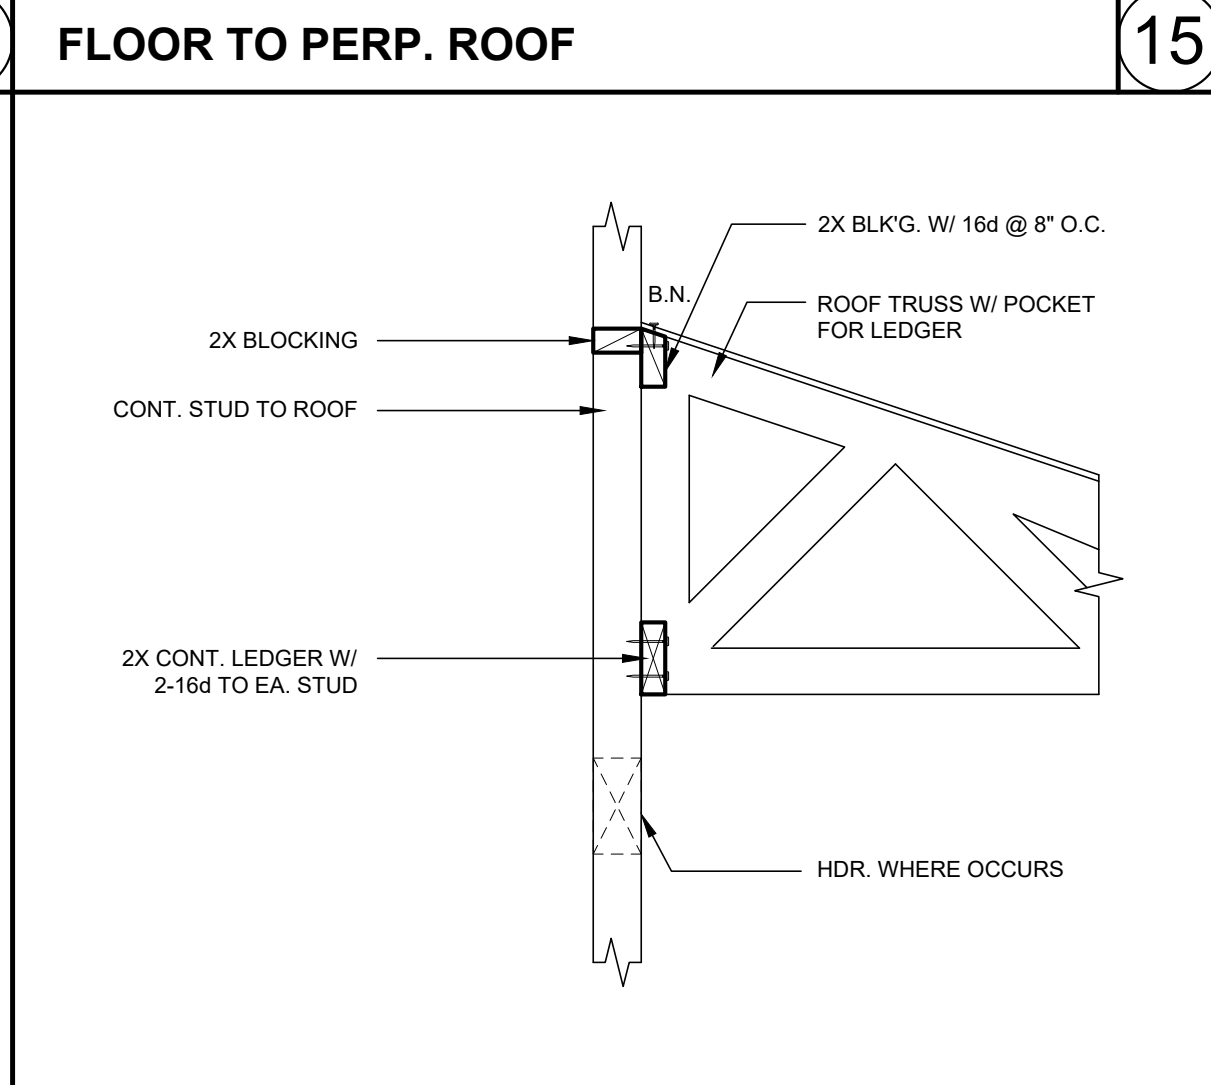 FLOOR TO PERP. ROOF
15
2X BLK'G. W/ 16d @ 8" O.C.
B.N.
ROOF TRUSS W/ POCKET
FOR LEDGER
2X BLOCKING
CONT. STUD TO ROOF
2X CONT. LEDGER W/
2-16d TO EA. STUD
HDR. WHERE OCCURS